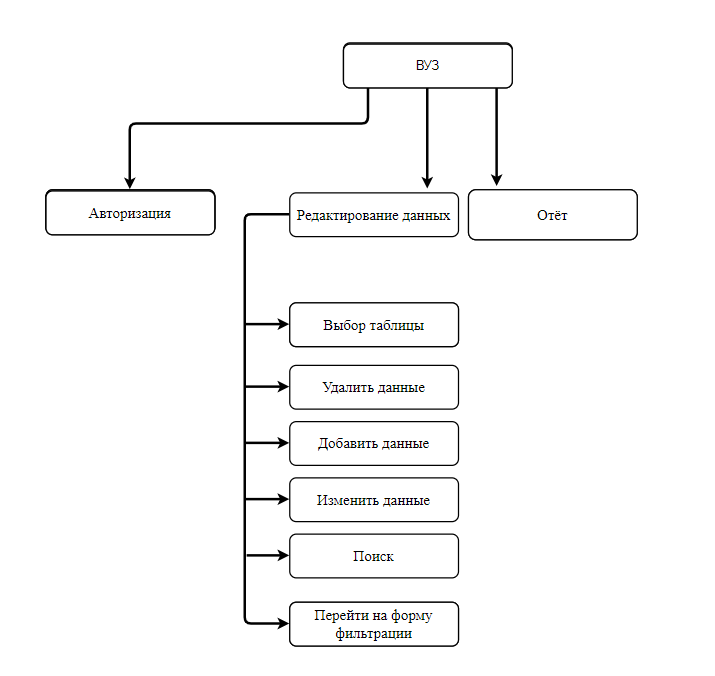 ВУЗ
Авторизация
Редактирование данных
Отёт
Выбор таблицы
Удалить данные
Добавить данные
Изменить данные
Поиск
Перейти на форму
фильтрации